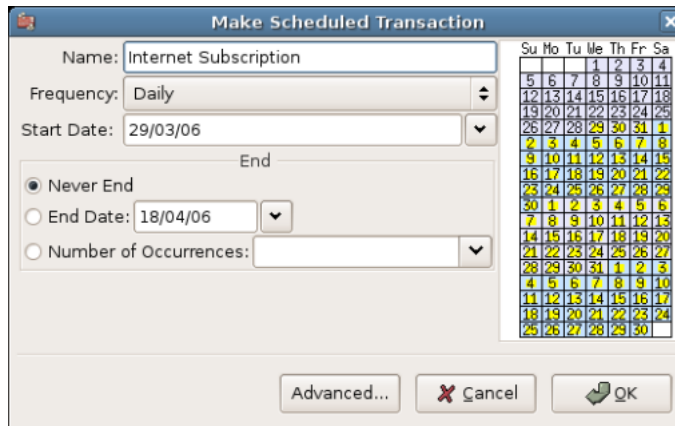 Make Scheduled Transaction
Name: Internet Subscription
Frequency: Daily
Start Date: 29/03/06
End
Never End
End Date: 18/04/06
Number of Occurrences:
Su Mo Tu We Th Fr Sa
1 2 3 4
5 6 7 8 9 10 11
12 13 14 15 16 17 18
19 20 21 22 23 24 25
26 27 28 29 30 31 1
2 3 4 5 6 7 8
9 10 11 12 13 14 15
16 17 18 19 20 21 22
23 24 25 26 27 28 29
30 1 2 3 4 5 6
7 8 9 10 11 12 13
14 15 16 17 18 19 20
21 22 23 24 25 26 27
28 29 30 31 1 2 3
4 5 6 7 8 9 10
11 12 13 14 15 16 17
18 19 20 21 22 23 24
25 26 27 28 29 30
Advanced... Cancel OK